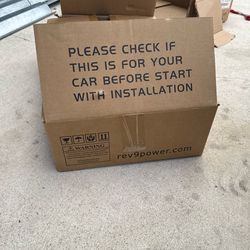 PLEASE CHECK IF
THIS IS FOR YOUR
CAR BEFORE START
WITH INSTALLATION
WARNING
rev9power.com